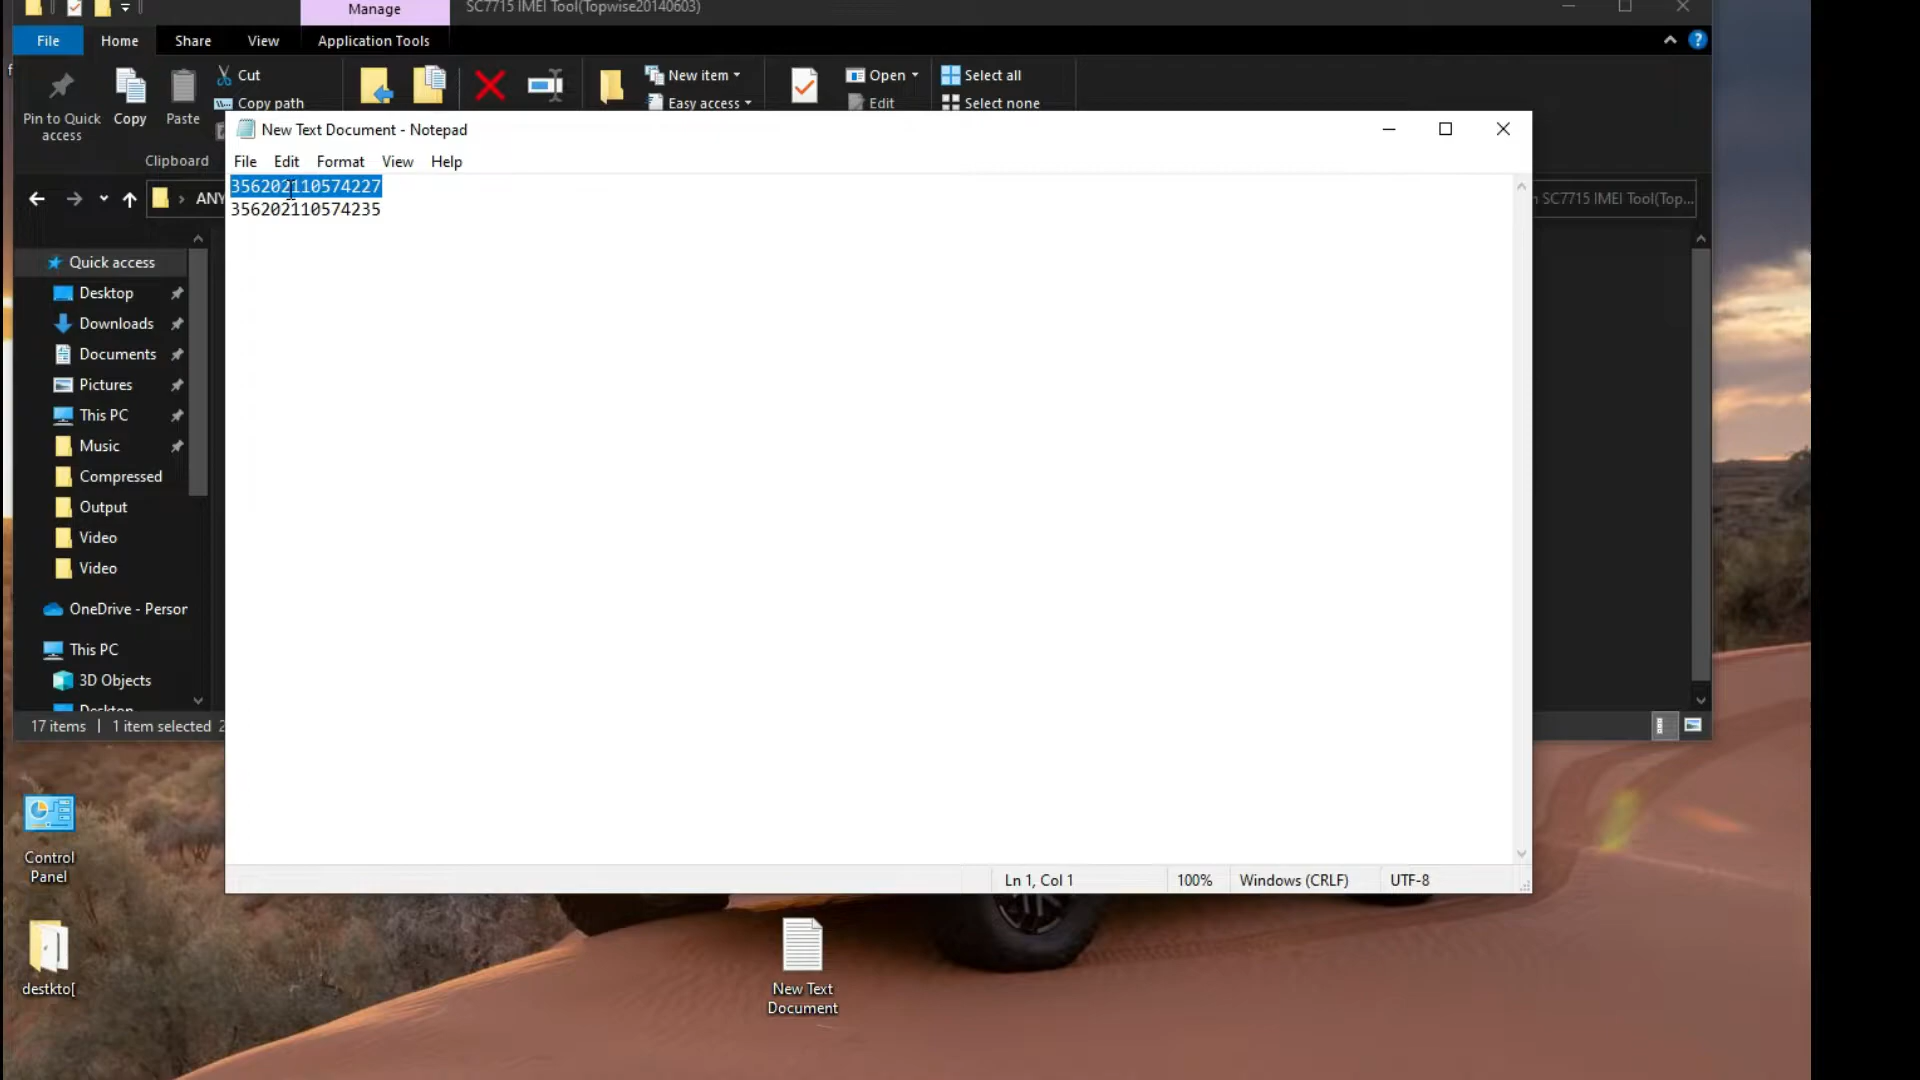 Manage
SC7715 IMEI Tool(Topwise20140603)
File
Home
Share
View
Application Tools
Pin to Quick
access
Copy
Paste
Cut
Copy path
New item
Easy access
Open
Edit
Select all
Select none
Clipboard
New Text Document - Notepad
File
Edit
Format
View
Help
356202110574227
356202110574235
ANY
SC7715 IMEI Tool(Top...
Quick access
Desktop
Downloads
Documents
Pictures
This PC
Music
Compressed
Output
Video
Video
OneDrive - Person
This PC
3D Objects
Desktop
17 items
1 item selected
Ln 1, Col 1
100%
Windows (CRLF)
UTF-8
Control
Panel
destkto[
New Text
Document